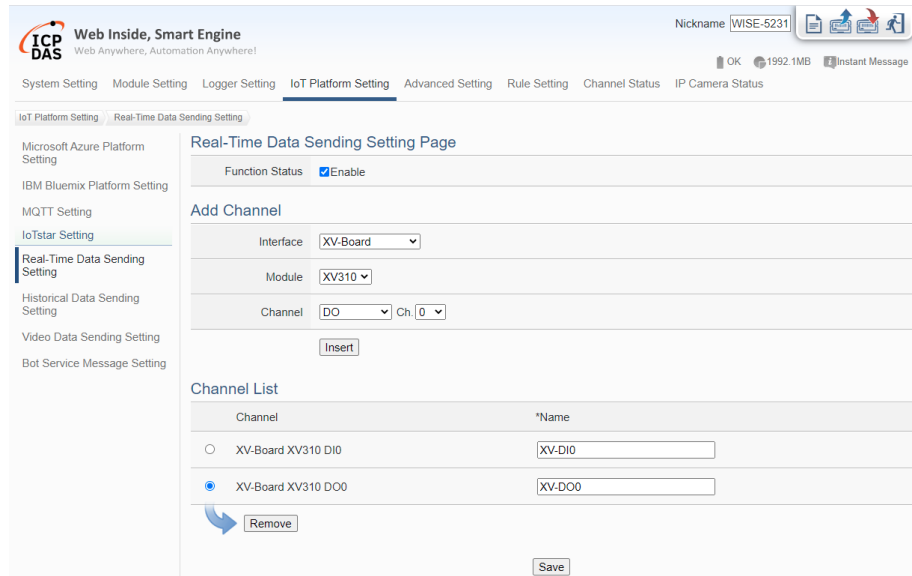 ICP
DAS
Web Inside, Smart Engine
Web Anywhere, Automation Anywhere!
Nickname WISE-5231
OK 1992.1MB Instant Message
System Setting Module Setting Logger Setting IoT Platform Setting Advanced Setting Rule Setting Channel Status IP Camera Status
IoT Platform Setting Real-Time Data Sending Setting
Microsoft Azure Platform
Setting
IBM Bluemix Platform Setting
MQTT Setting
IoTstar Setting
Real-Time Data Sending
Setting
Historical Data Sending
Setting
Video Data Sending Setting
Bot Service Message Setting
Real-Time Data Sending Setting Page
Function Status Enable
Add Channel
Interface XV-Board
Module XV310
Channel DO Ch. 0
Insert
Channel List
Channel *Name
XV-Board XV310 DI0 XV-DI0
XV-Board XV310 DO0 XV-DO0
Remove
Save